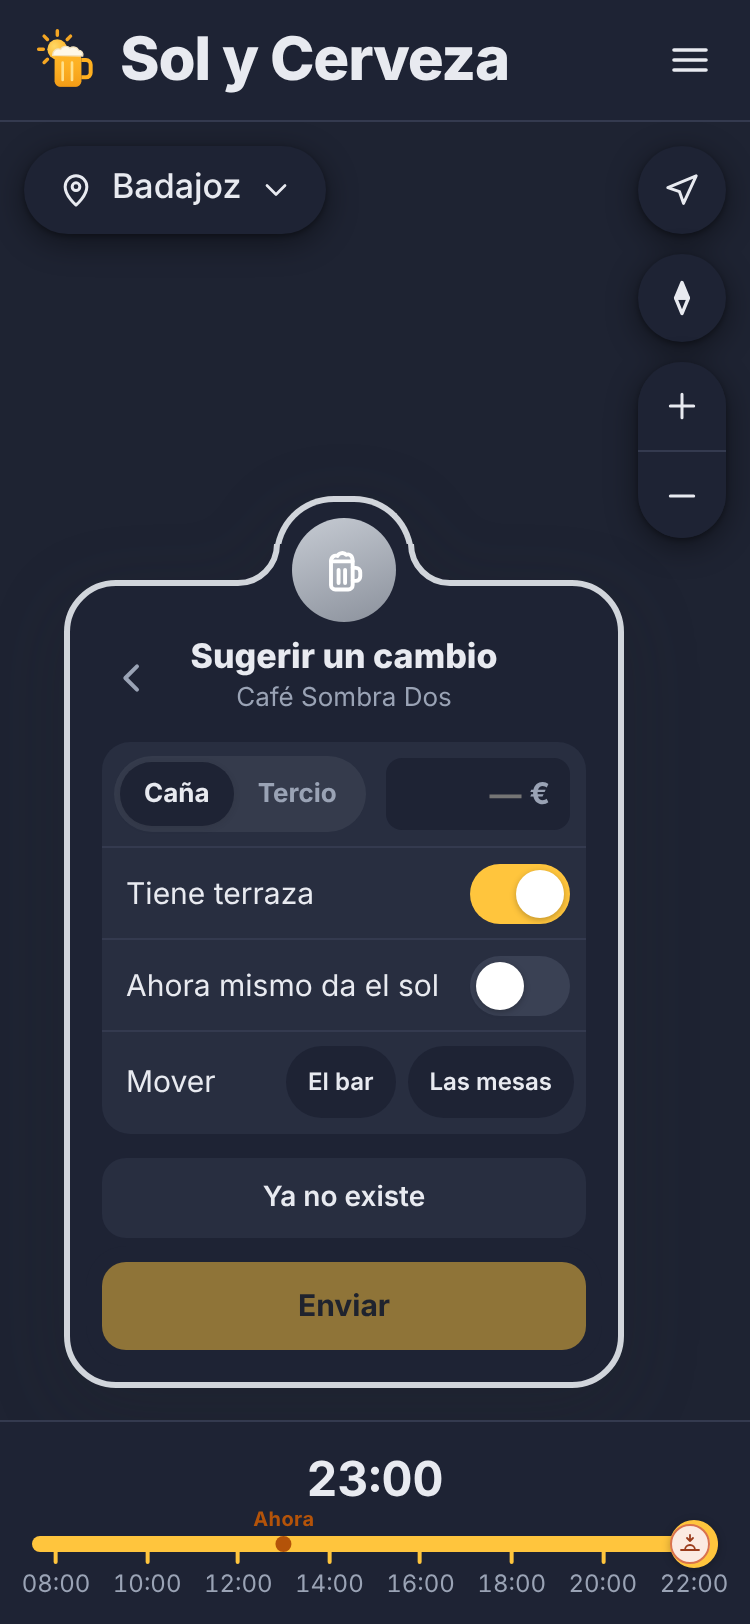 Sol y Cerveza
Badajoz
Sugerir un cambio
Café Sombra Dos
Caña Tercio — €
Tiene terraza
Ahora mismo da el sol
Mover El bar Las mesas
Ya no existe
Enviar
23:00
Ahora
08:00 10:00 12:00 14:00 16:00 18:00 20:00 22:00